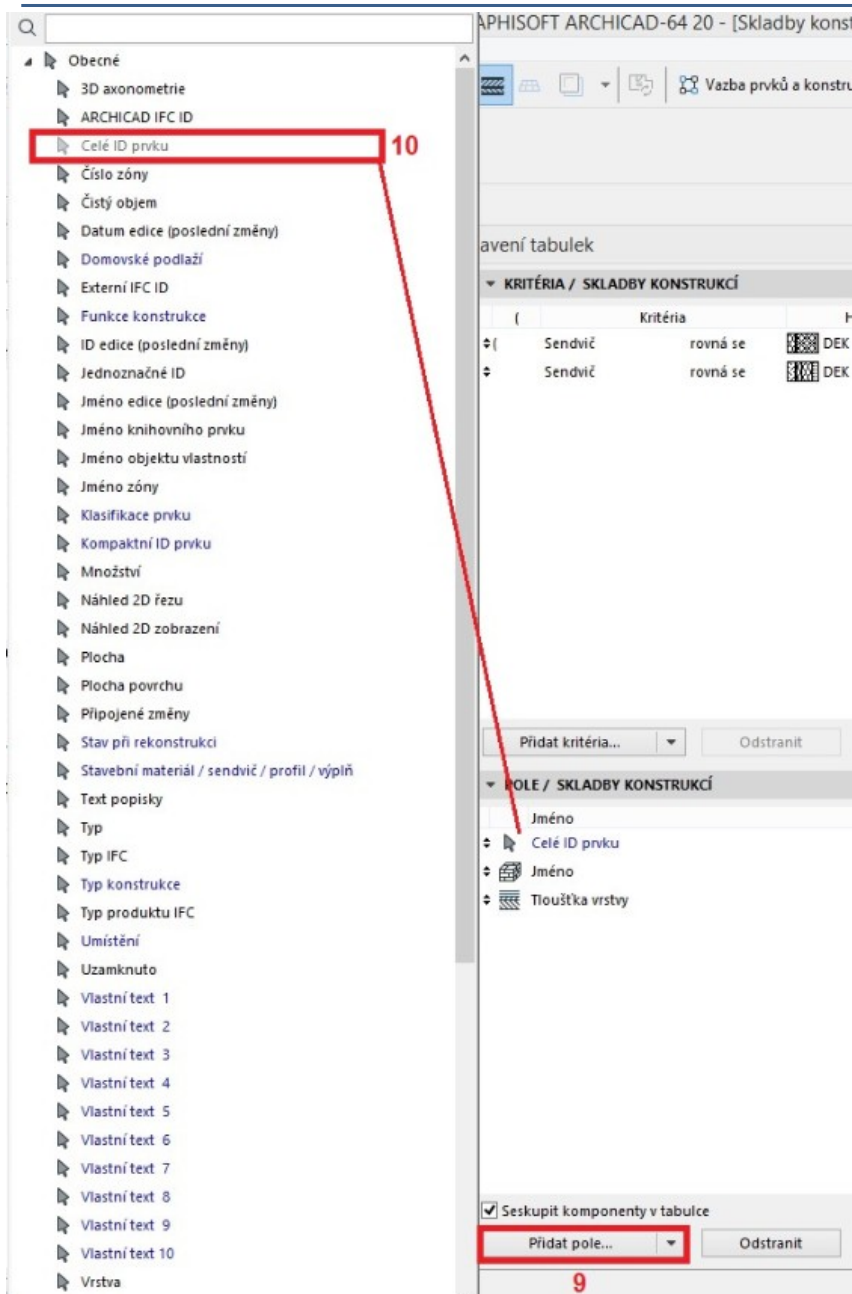 Obecné
3D axonometrie
ARCHICAD IFC ID
Celé ID prvku
10
Číslo zóny
Čistý objem
Datum edice (poslední změny)
Domovské podlaží
Externí IFC ID
Funkce konstrukce
ID edice (poslední změny)
Jednoznačné ID
Jméno edice (poslední změny)
Jméno knihovního prvku
Jméno objektu vlastností
Jméno zóny
Klasifikace prvku
Kompaktní ID prvku
Množství
Náhled 2D řezu
Náhled 2D zobrazení
Plocha
Plocha povrchu
Připojené změny
Stav při rekonstrukci
Stavební materiál / sendvič / profil / výplň
Text popisky
Typ
Typ IFC
Typ konstrukce
Typ produktu IFC
Umístění
Uzamknuto
Vlastní text 1
Vlastní text 2
Vlastní text 3
Vlastní text 4
Vlastní text 5
Vlastní text 6
Vlastní text 7
Vlastní text 8
Vlastní text 9
Vlastní text 10
Vrstva
APHISOFT ARCHICAD-64 20 - [Skladby konst
Vazba prvků a konstru
avení tabulek
KRITÉRIA / SKLADBY KONSTRUKCÍ
( Kritéria H
( Sendvič rovná se DEK
Sendvič rovná se DEK
Přidat kritéria... Odstranit
POLE / SKLADBY KONSTRUKCÍ
Jméno
Celé ID prvku
Jméno
Tloušťka vrstvy
Seskupit komponenty v tabulce
Přidat pole... Odstranit
9